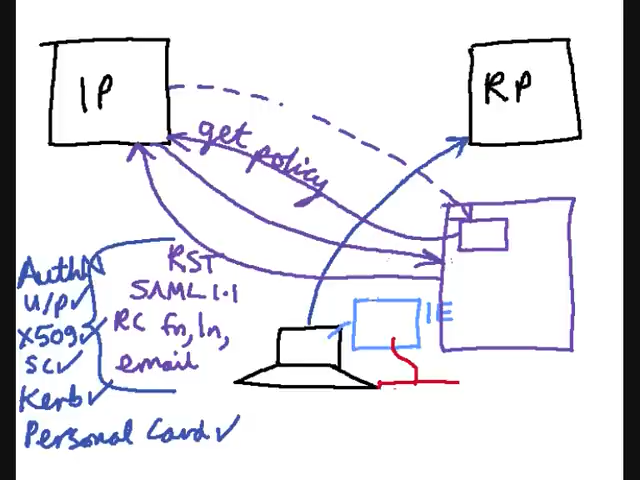 IP
RP
get policy
AuthN
U/P✓
X509✓
SC✓
Kerb✓
Personal Card✓
RST
SAML 1.1
RC fn, ln,
email
IE